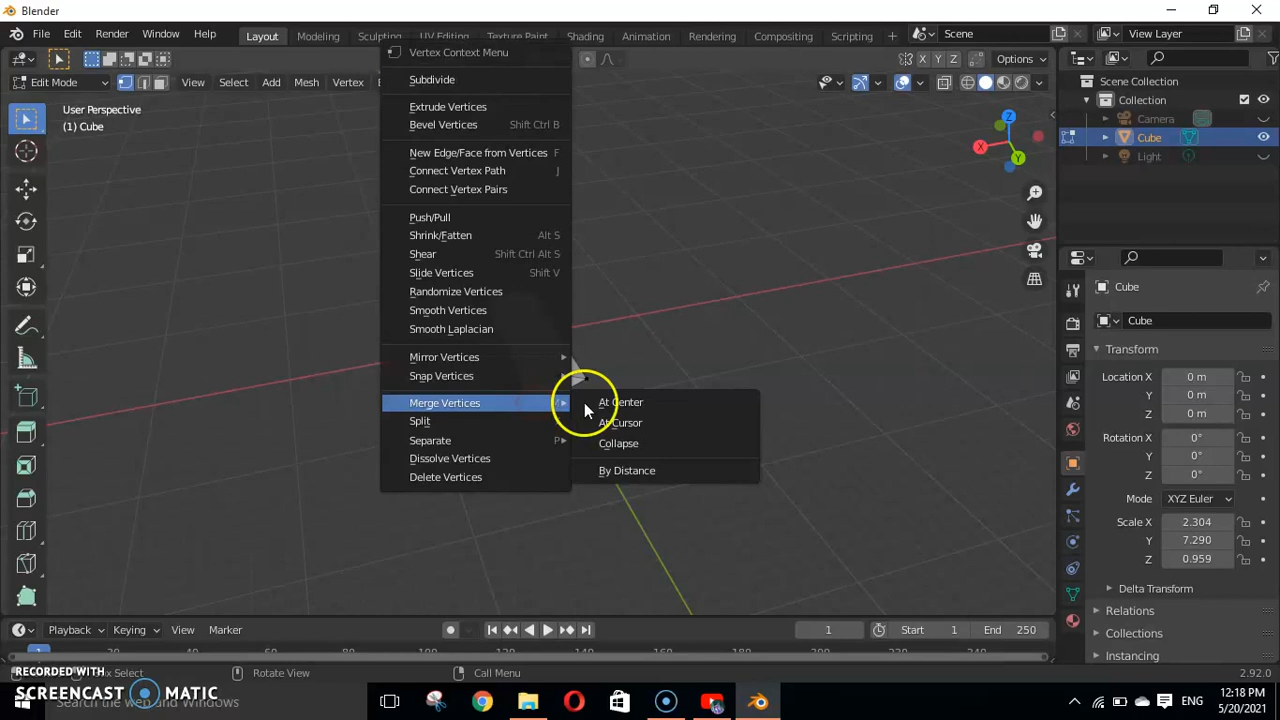 Blender
File Edit Render Window Help Layout Modeling Sculpting UV Editing Texture Paint Shading Animation Rendering Compositing Scripting + Scene View Layer
X Y Z Options
Edit Mode View Select Add Mesh Vertex
User Perspective
(1) Cube
Vertex Context Menu
Subdivide
Extrude Vertices
Bevel Vertices Shift Ctrl B
New Edge/Face from Vertices F
Connect Vertex Path J
Connect Vertex Pairs
Push/Pull
Shrink/Fatten Alt S
Shear Shift Ctrl Alt S
Slide Vertices Shift V
Randomize Vertices
Smooth Vertices
Smooth Laplacian
Mirror Vertices
Snap Vertices
Merge Vertices
Split
Separate P
Dissolve Vertices
Delete Vertices
At Center
At Cursor
Collapse
By Distance
Z
X
Y
Scene Collection
Collection
Camera
Cube
Light
Cube
Cube
Transform
Location X 0 m
Y 0 m
Z 0 m
Rotation X 0°
Y 0°
Z 0°
Mode XYZ Euler
Scale X 2.304
Y 7.290
Z 0.959
Delta Transform
Relations
Collections
Instancing
Playback Keying View Marker 1 Start 1 End 250
Select Rotate View Call Menu 2.92.0
RECORDED WITH
SCREENCAST MATIC
Search the web and Windows
ENG
12:18 PM
5/20/2021